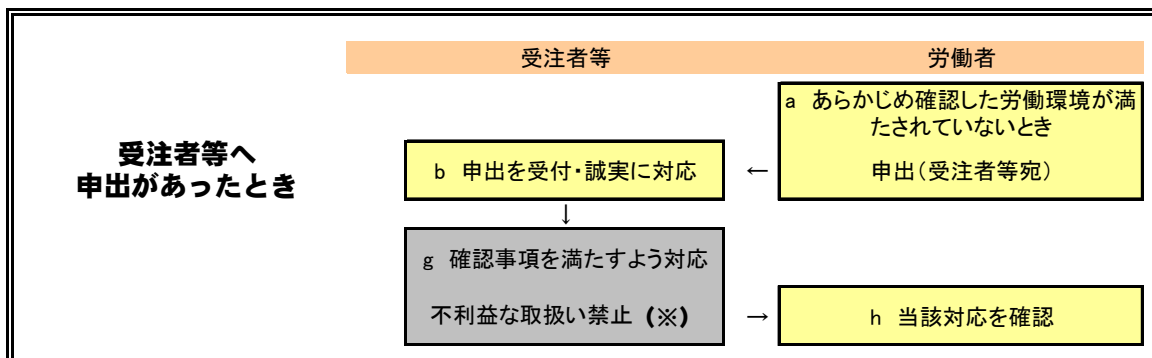 受注者等
労働者
受注者等へ
申出があったとき
a あらかじめ確認した労働環境が満
たされていないとき
申出(受注者等宛)
←
b 申出を受付・誠実に対応
↓
g 確認事項を満たすよう対応
不利益な取扱い禁止(※)
→
h 当該対応を確認